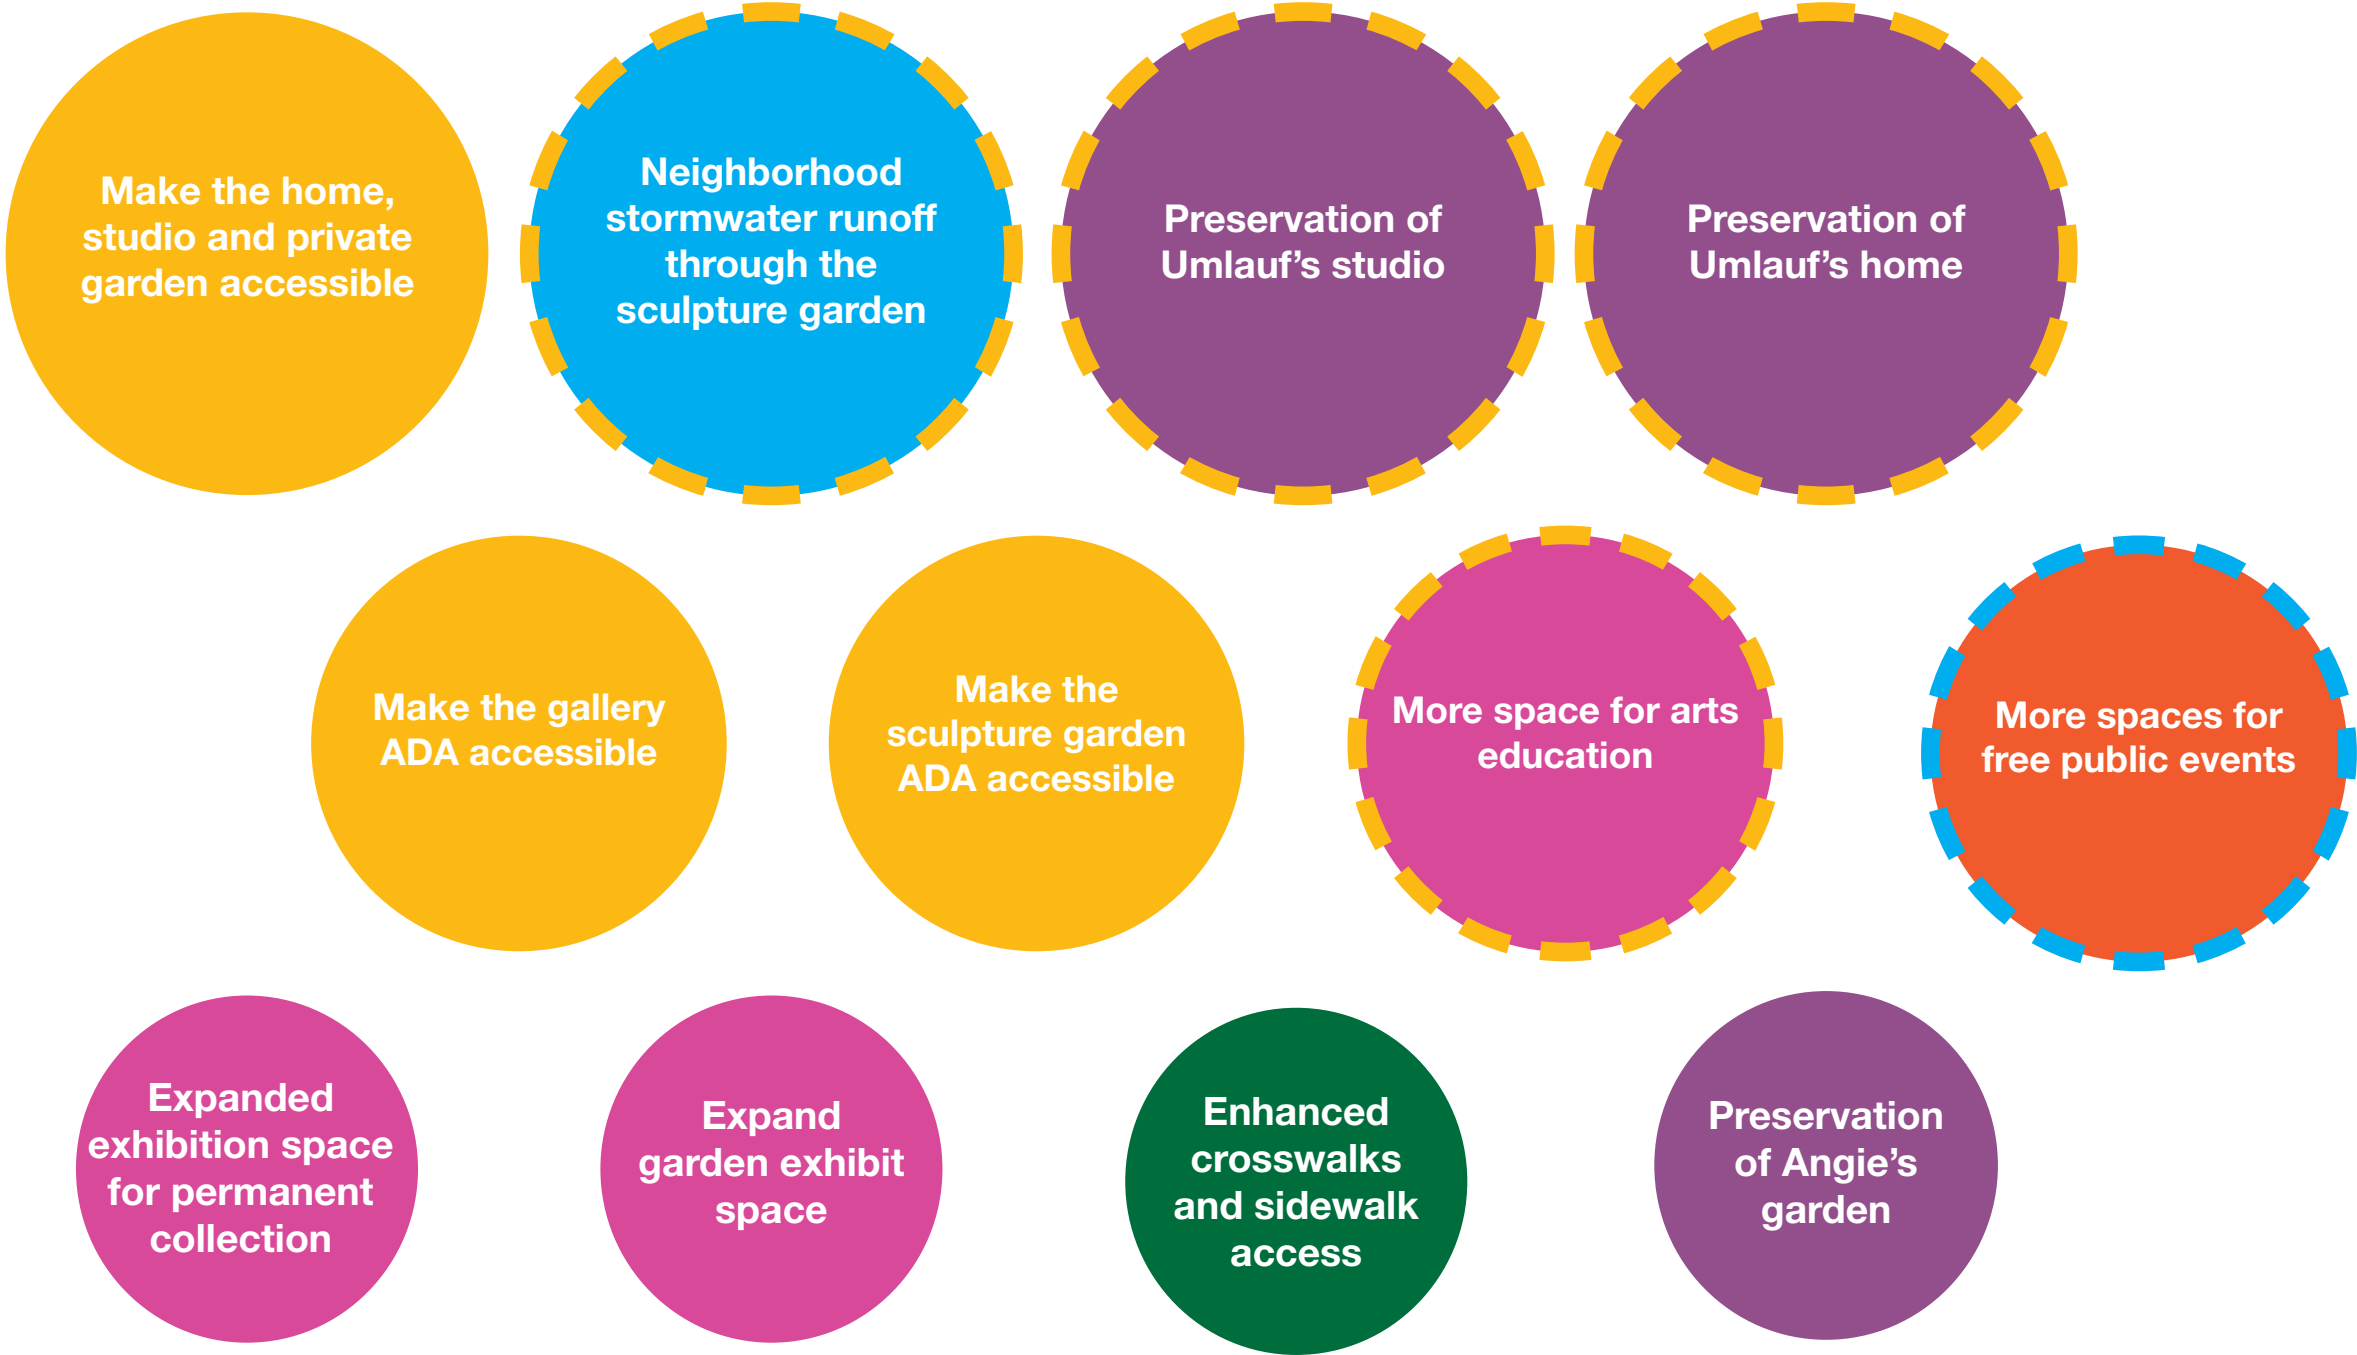 Make the home,
studio and private
garden accessible
Neighborhood
stormwater runoff
through the
sculpture garden
Preservation of
Umlauf’s studio
Preservation of
Umlauf’s home
Make the gallery
ADA accessible
Make the
sculpture garden
ADA accessible
More space for arts
education
More spaces for
free public events
Expanded
exhibition space
for permanent
collection
Expand
garden exhibit
space
Enhanced
crosswalks
and sidewalk
access
Preservation
of Angie’s
garden